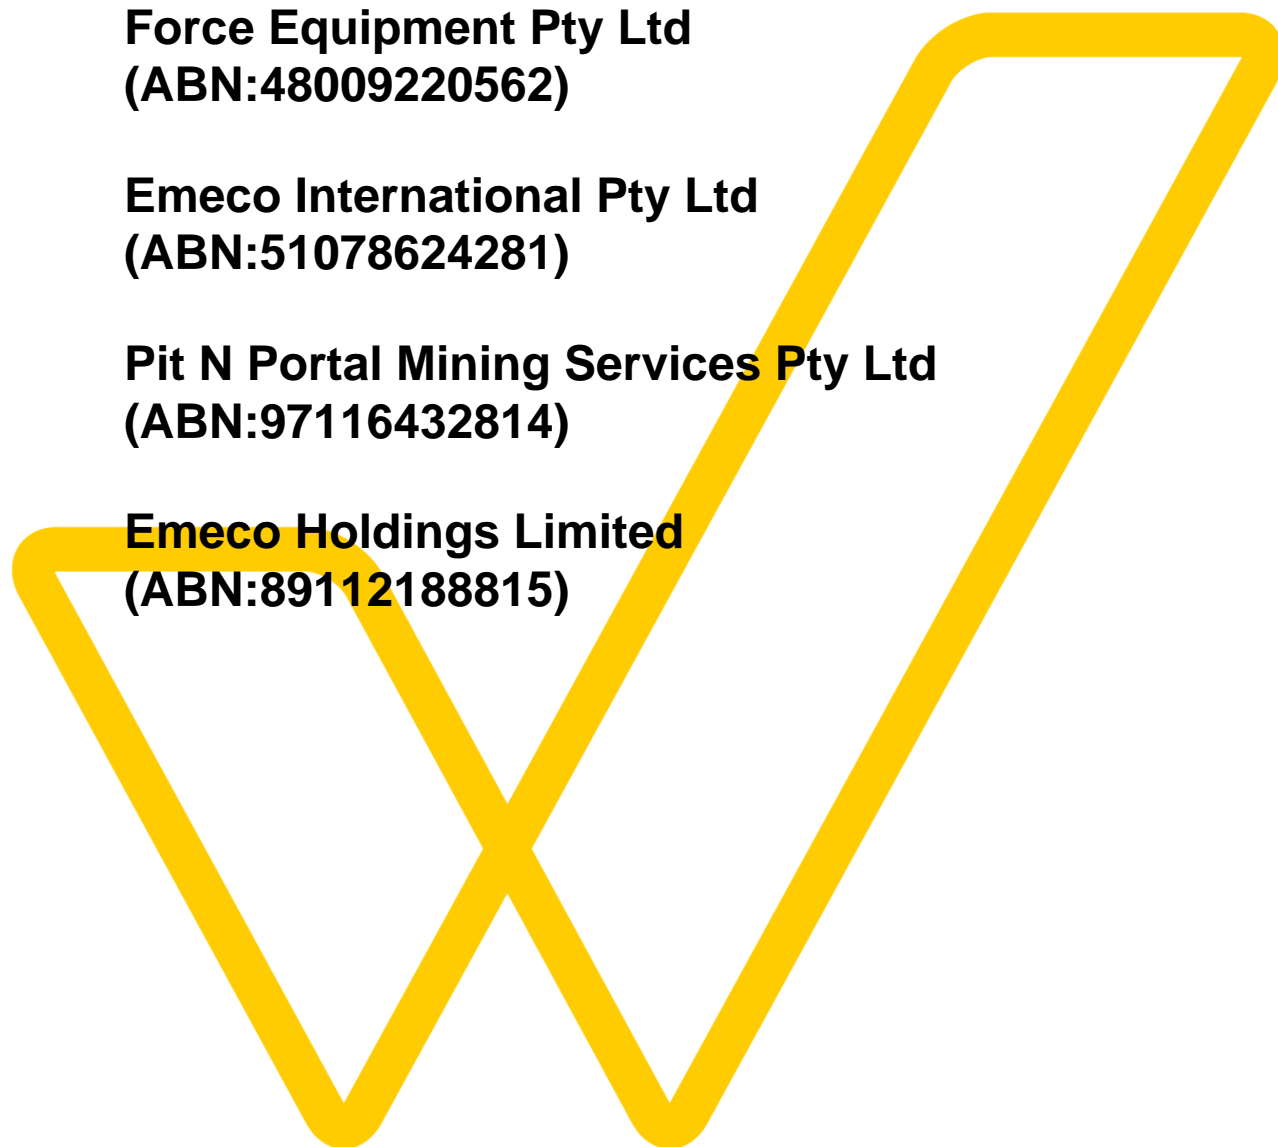 Force Equipment Pty Ltd
(ABN:48009220562)
Emeco International Pty Ltd
(ABN:51078624281)
Pit N Portal Mining Services Pty Ltd
(ABN:97116432814)
Emeco Holdings Limited
(ABN:89112188815)